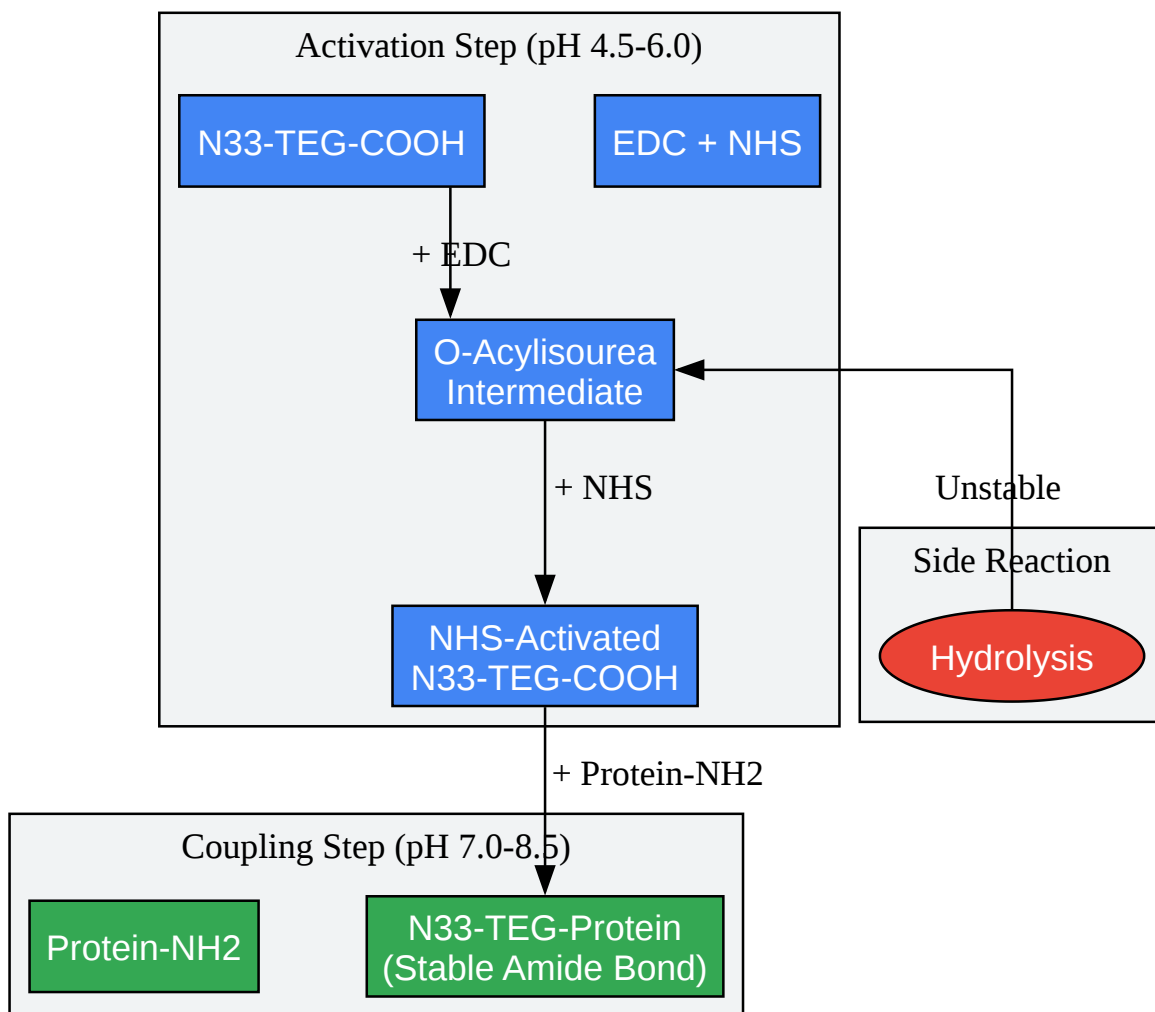 Activation Step (pH 4.5-6.0)
N33-TEG-COOH
EDC + NHS
+ EDC
O-Acylisourea
Intermediate
+ NHS
Unstable
Side Reaction
Hydrolysis
NHS-Activated
N33-TEG-COOH
+ Protein-NH2
Coupling Step (pH 7.0-8.5)
Protein-NH2
N33-TEG-Protein
(Stable Amide Bond)